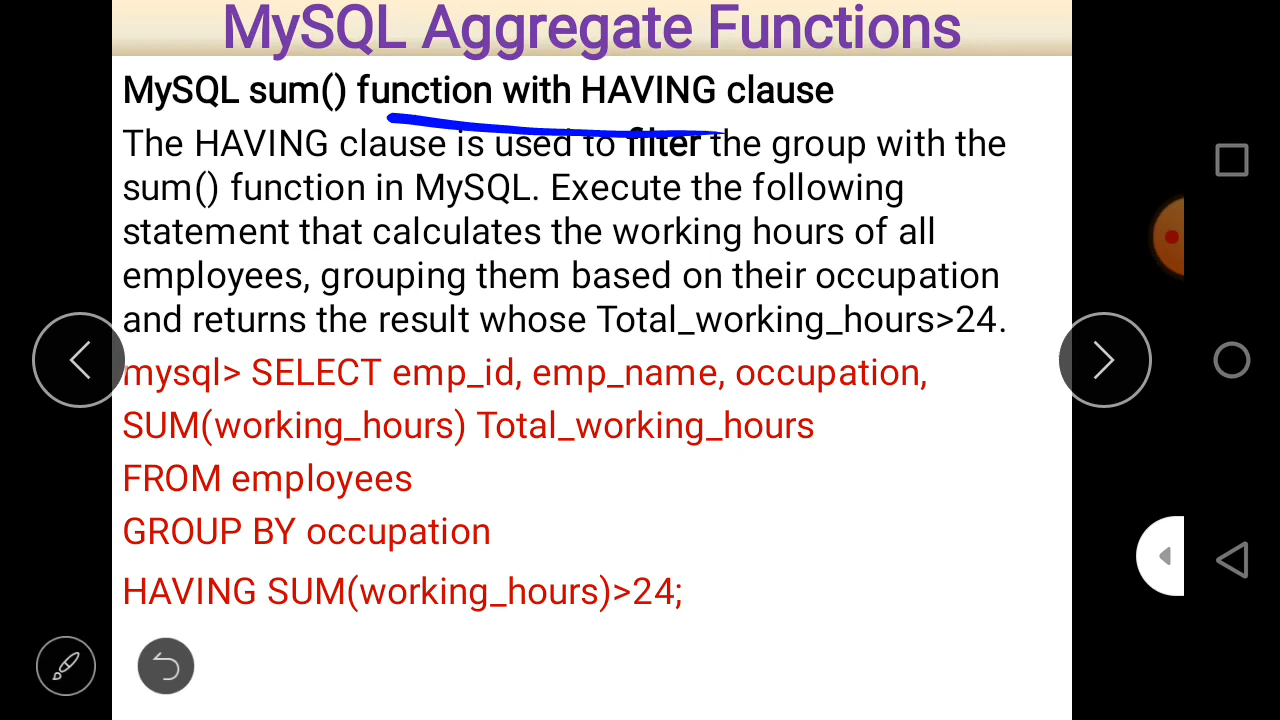 MySQL Aggregate Functions
MySQL sum() function with HAVING clause
The HAVING clause is used to filter the group with the
sum() function in MySQL. Execute the following
statement that calculates the working hours of all
employees, grouping them based on their occupation
and returns the result whose Total_working_hours>24.
mysql> SELECT emp_id, emp_name, occupation,
SUM(working_hours) Total_working_hours
FROM employees
GROUP BY occupation
HAVING SUM(working_hours)>24;